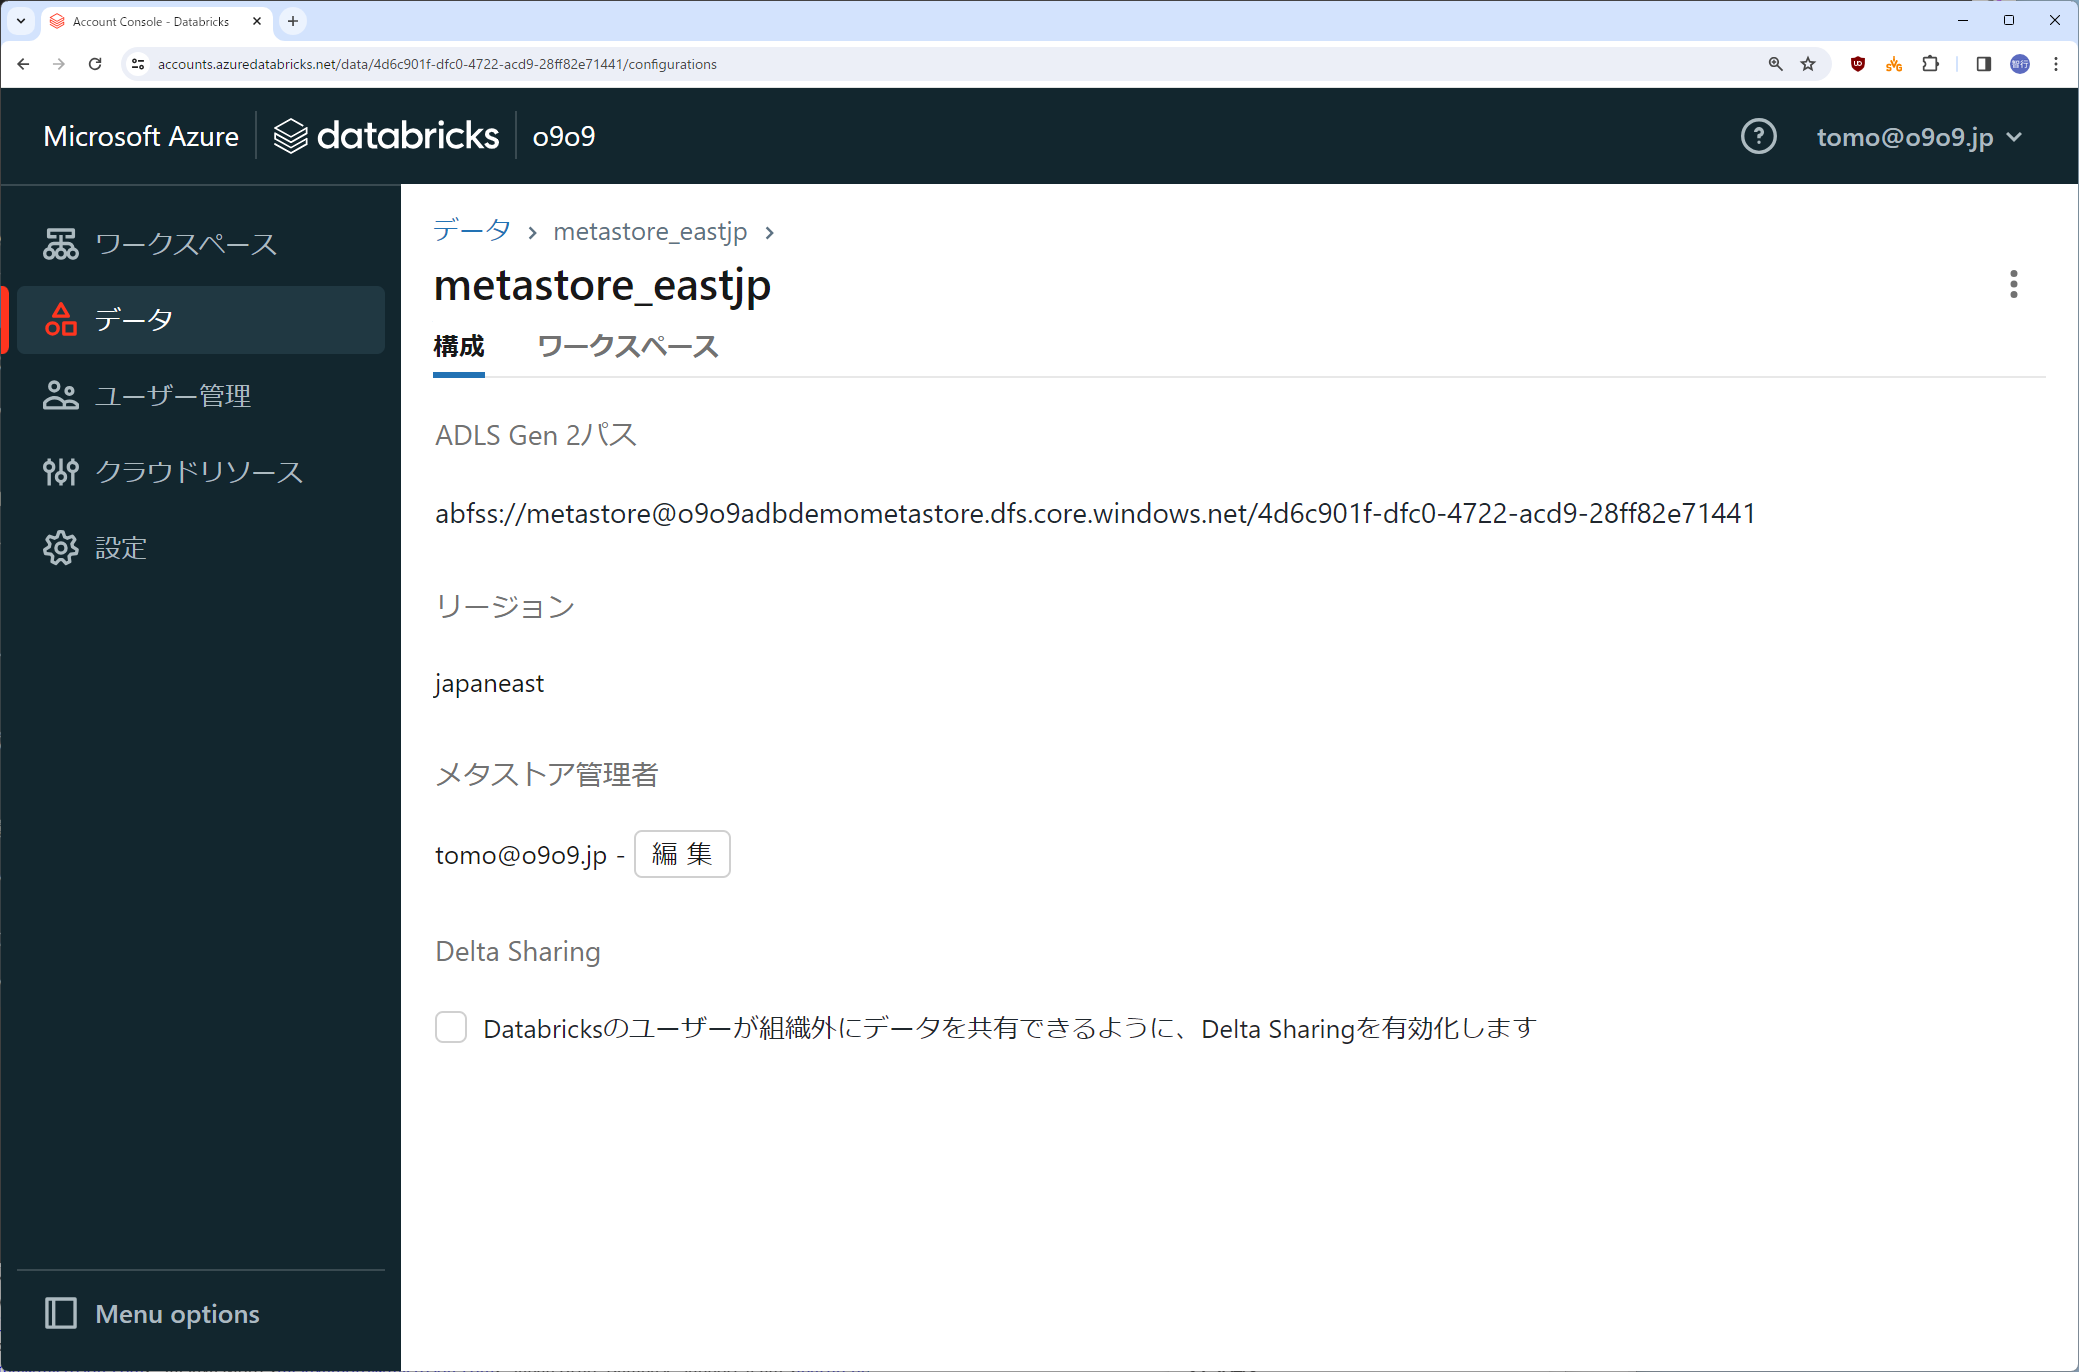 Account Console - Databricks
accounts.azuredatabricks.net/data/4d6c901f-dfc0-4722-acd9-28ff82e71441/configurations
智行
Microsoft Azure databricks o9o9
tomo@o9o9.jp
ワークスペース
データ
ユーザー管理
クラウドリソース
設定
Menu options
データ › metastore_eastjp ›
metastore_eastjp
構成 ワークスペース
ADLS Gen 2パス
abfss://metastore@o9o9adbdemometastore.dfs.core.windows.net/4d6c901f-dfc0-4722-acd9-28ff82e71441
リージョン
japaneast
メタストア管理者
tomo@o9o9.jp - 編 集
Delta Sharing
Databricksのユーザーが組織外にデータを共有できるように、Delta Sharingを有効化します